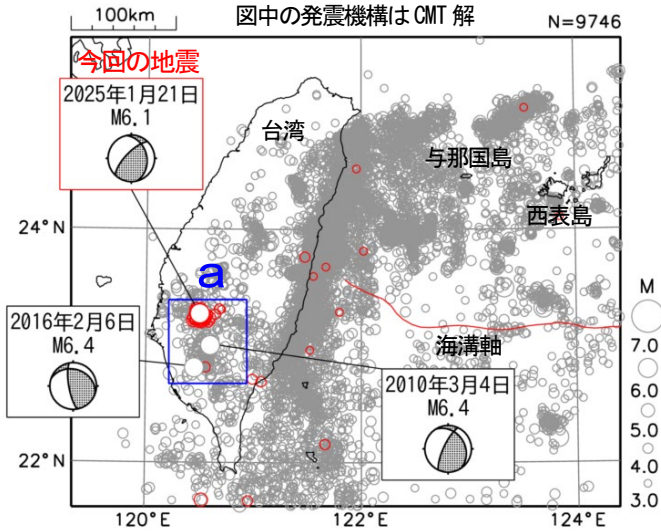 100km
図中の発震機構は CMT 解
N=9746
今回の地震
2025年1月21日
M6.1
台湾
与那国島
西表島
24°N
a
2016年2月6日
M6.4
海溝軸
2010年3月4日
M6.4
M
7.0
6.0
5.0
4.0
3.0
22°N
120°E
122°E
124°E